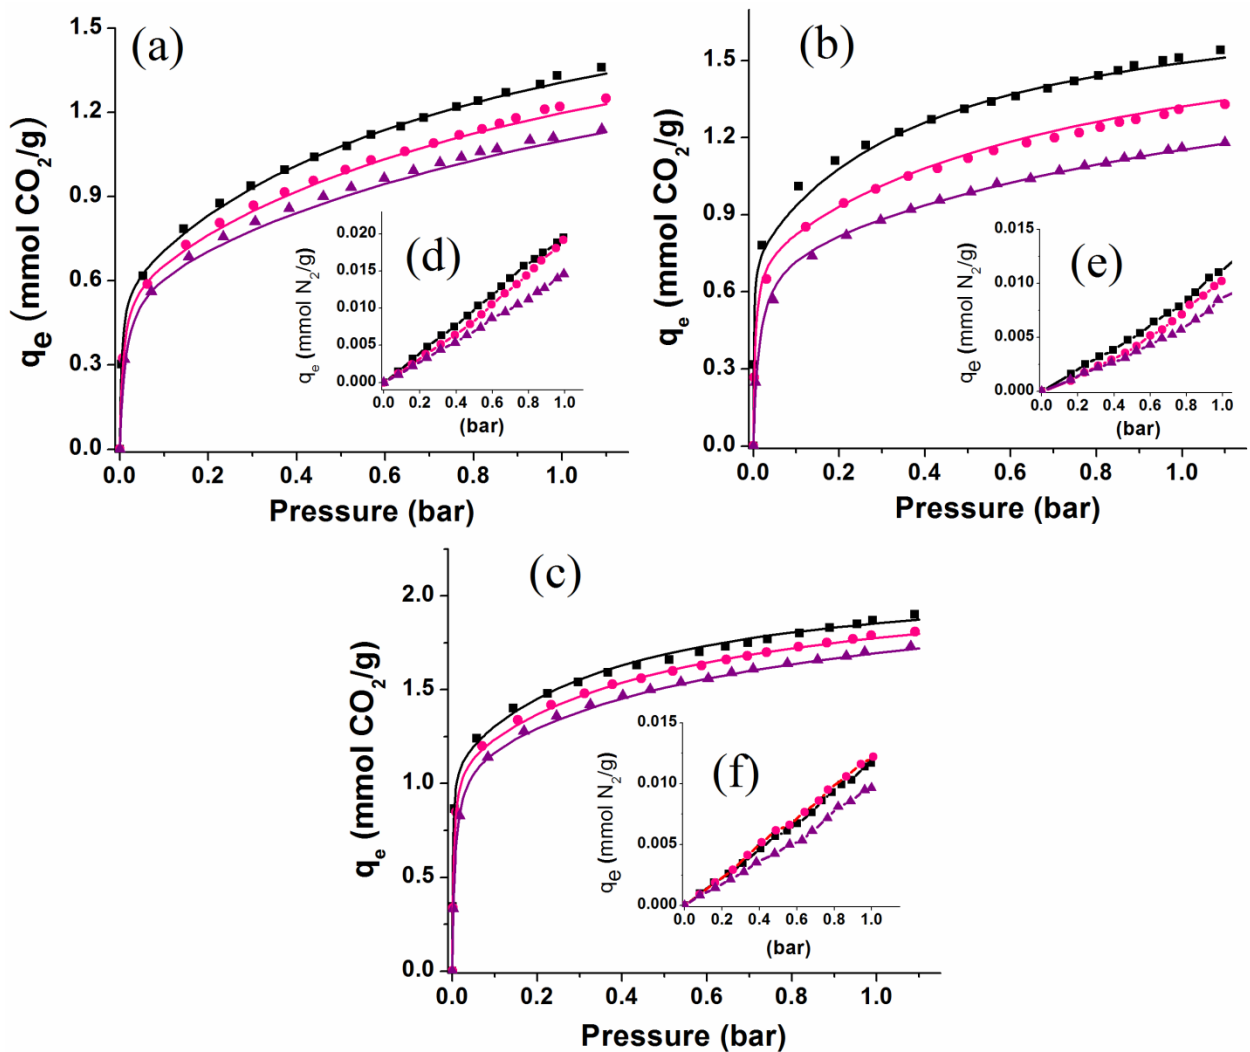 (a)
q_e (mmol CO_2/g)
1.5
1.2
0.9
0.6
0.3
0.0
0.0 0.2 0.4 0.6 0.8 1.0
Pressure (bar)
(d)
q_e (mmol N_2/g)
0.020
0.015
0.010
0.005
0.000
0.0 0.2 0.4 0.6 0.8 1.0
(bar)
(b)
q_e (mmol CO_2/g)
1.5
1.2
0.9
0.6
0.3
0.0
0.0 0.2 0.4 0.6 0.8 1.0
Pressure (bar)
(e)
qe (mmol N_2/g)
0.015
0.010
0.005
0.000
0.0 0.2 0.4 0.6 0.8 1.0
(bar)
(c)
q_e (mmol CO_2/g)
2.0
1.5
1.0
0.5
0.0
0.0 0.2 0.4 0.6 0.8 1.0
Pressure (bar)
(f)
qe (mmol N_2/g)
0.015
0.010
0.005
0.000
0.0 0.2 0.4 0.6 0.8 1.0
(bar)